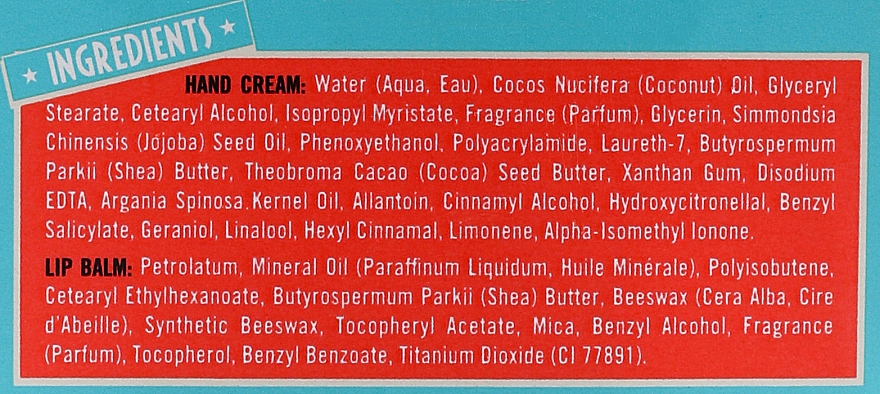 ★ INGREDIENTS ★
HAND CREAM: Water (Aqua, Eau), Cocos Nucifera (Coconut) Oil, Glyceryl
Stearate, Cetearyl Alcohol, Isopropyl Myristate, Fragrance (Parfum), Glycerin, Simmondsia
Chinensis (Jojoba) Seed Oil, Phenoxyethanol, Polyacrylamide, Laureth-7, Butyrospermum
Parkii (Shea) Butter, Theobroma Cacao (Cocoa) Seed Butter, Xanthan Gum, Disodium
EDTA, Argania Spinosa Kernel Oil, Allantoin, Cinnamyl Alcohol, Hydroxycitronellal, Benzyl
Salicylate, Geraniol, Linalool, Hexyl Cinnamal, Limonene, Alpha-Isomethyl Ionone.
LIP BALM: Petrolatum, Mineral Oil (Paraffinum Liquidum, Huile Minérale), Polyisobutene,
Cetearyl Ethylhexanoate, Butyrospermum Parkii (Shea) Butter, Beeswax (Cera Alba, Cire
d'Abeille), Synthetic Beeswax, Tocopheryl Acetate, Mica, Benzyl Alcohol, Fragrance
(Parfum), Tocopherol, Benzyl Benzoate, Titanium Dioxide (CI 77891).